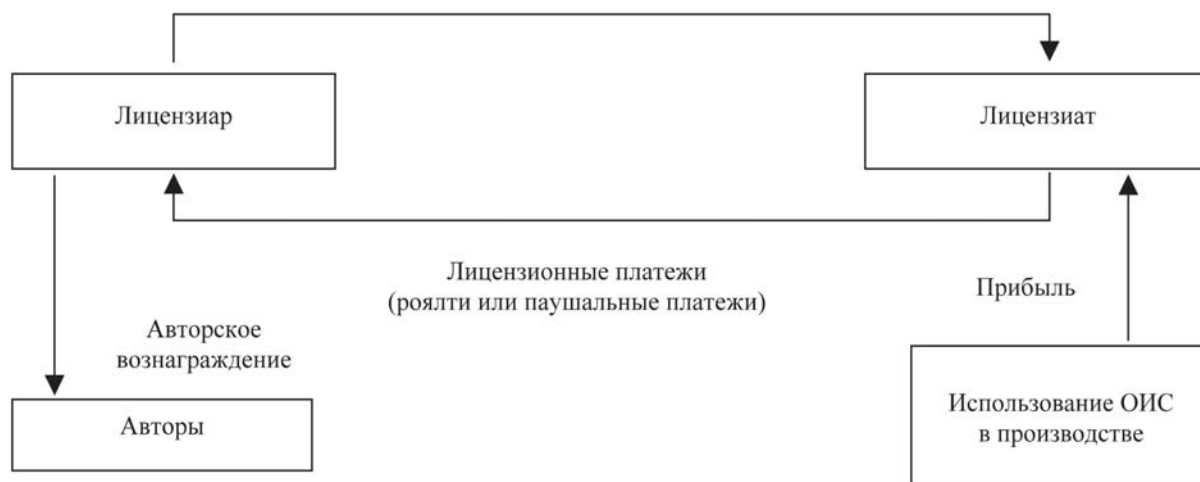 Лицензиар
Лицензиат
Лицензионные платежи
(роялти или паушальные платежи)
Прибыль
Авторское
вознаграждение
Авторы
Использование ОИС
в производстве